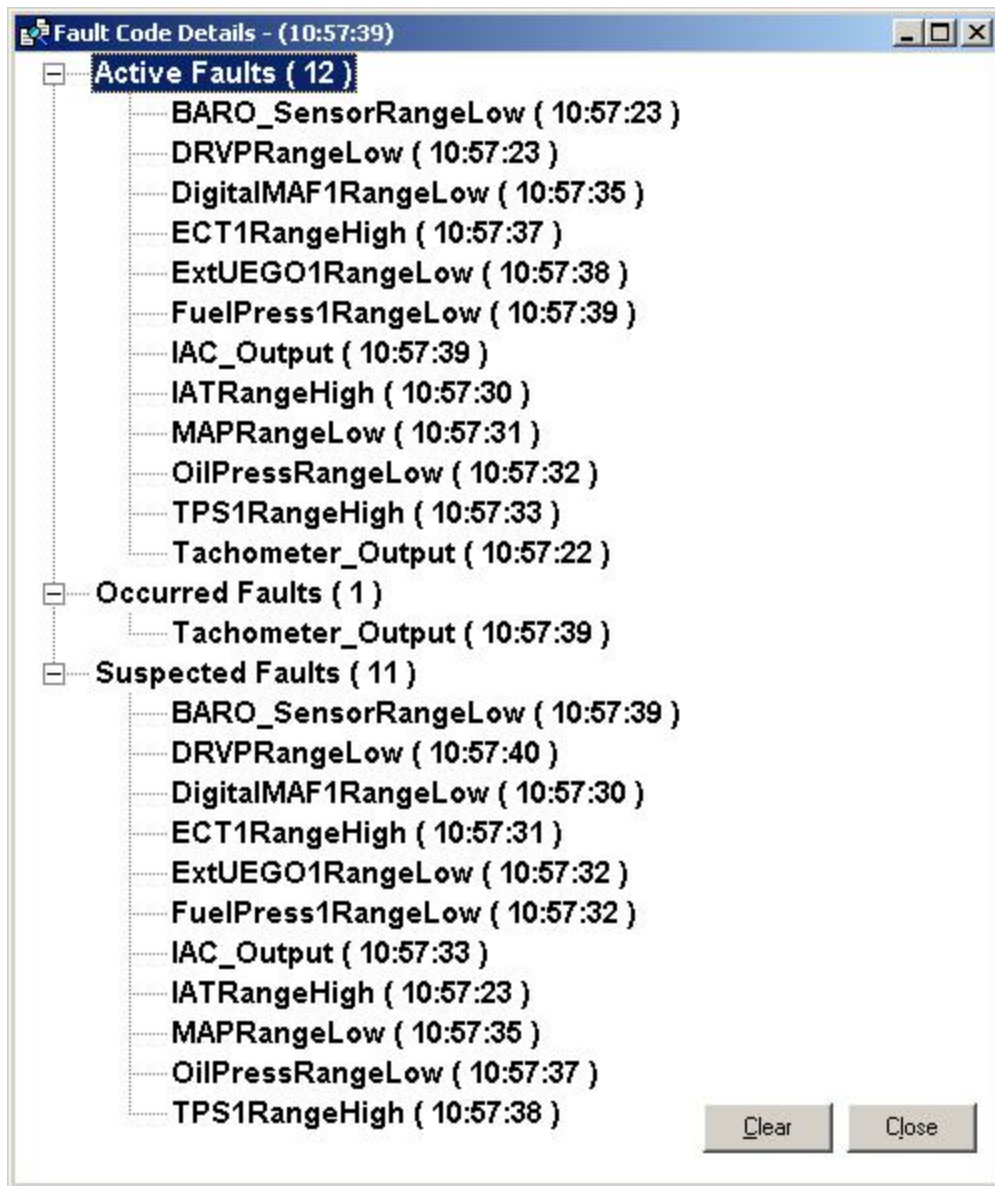 Fault Code Details - (10:57:39)
Active Faults ( 12 )
BARO_SensorRangeLow ( 10:57:23 )
DRVPRangeLow ( 10:57:23 )
DigitalMAF1RangeLow ( 10:57:35 )
ECT1RangeHigh ( 10:57:37 )
ExtUEGO1RangeLow ( 10:57:38 )
FuelPress1RangeLow ( 10:57:39 )
IAC_Output ( 10:57:39 )
IATRangeHigh ( 10:57:30 )
MAPRangeLow ( 10:57:31 )
OilPressRangeLow ( 10:57:32 )
TPS1RangeHigh ( 10:57:33 )
Tachometer_Output ( 10:57:22 )
Occurred Faults ( 1 )
Tachometer_Output ( 10:57:39 )
Suspected Faults ( 11 )
BARO_SensorRangeLow ( 10:57:39 )
DRVPRangeLow ( 10:57:40 )
DigitalMAF1RangeLow ( 10:57:30 )
ECT1RangeHigh ( 10:57:31 )
ExtUEGO1RangeLow ( 10:57:32 )
FuelPress1RangeLow ( 10:57:32 )
IAC_Output ( 10:57:33 )
IATRangeHigh ( 10:57:23 )
MAPRangeLow ( 10:57:35 )
OilPressRangeLow ( 10:57:37 )
TPS1RangeHigh ( 10:57:38 )
Clear Close